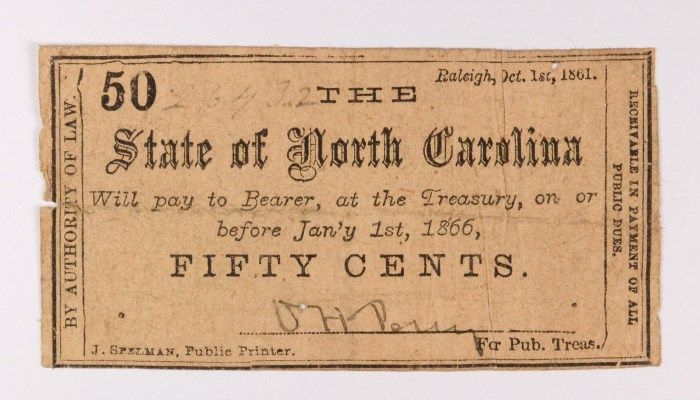 50
Raleigh, Oct. 1st, 1861.
THE
State of North Carolina
Will pay to Bearer, at the Treasury, on or
before Jan'y 1st, 1866,
FIFTY CENTS.
O H Perry
For Pub. Treas.
J. SPELMAN, Public Printer.
BY AUTHORITY OF LAW.
RECEIVABLE IN PAYMENT OF ALL
PUBLIC DUES.